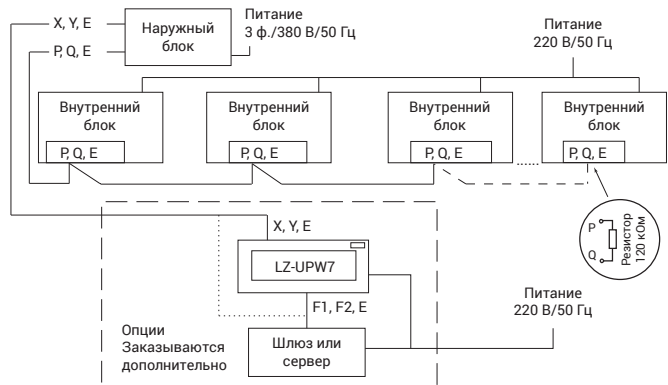 X, Y, E
P, Q, E
Наружный
блок
Питание
3 ф./380 В/50 Гц
Питание
220 В/50 Гц
Внутренний
блок
P, Q, E
Внутренний
блок
P, Q, E
Внутренний
блок
P, Q, E
Внутренний
блок
P, Q, E
P
Q
Резистор
120 кОм
X, Y, E
LZ-UPW7
F1, F2, E
Опции
Заказываются
дополнительно
Шлюз или
сервер
Питание
220 В/50 Гц